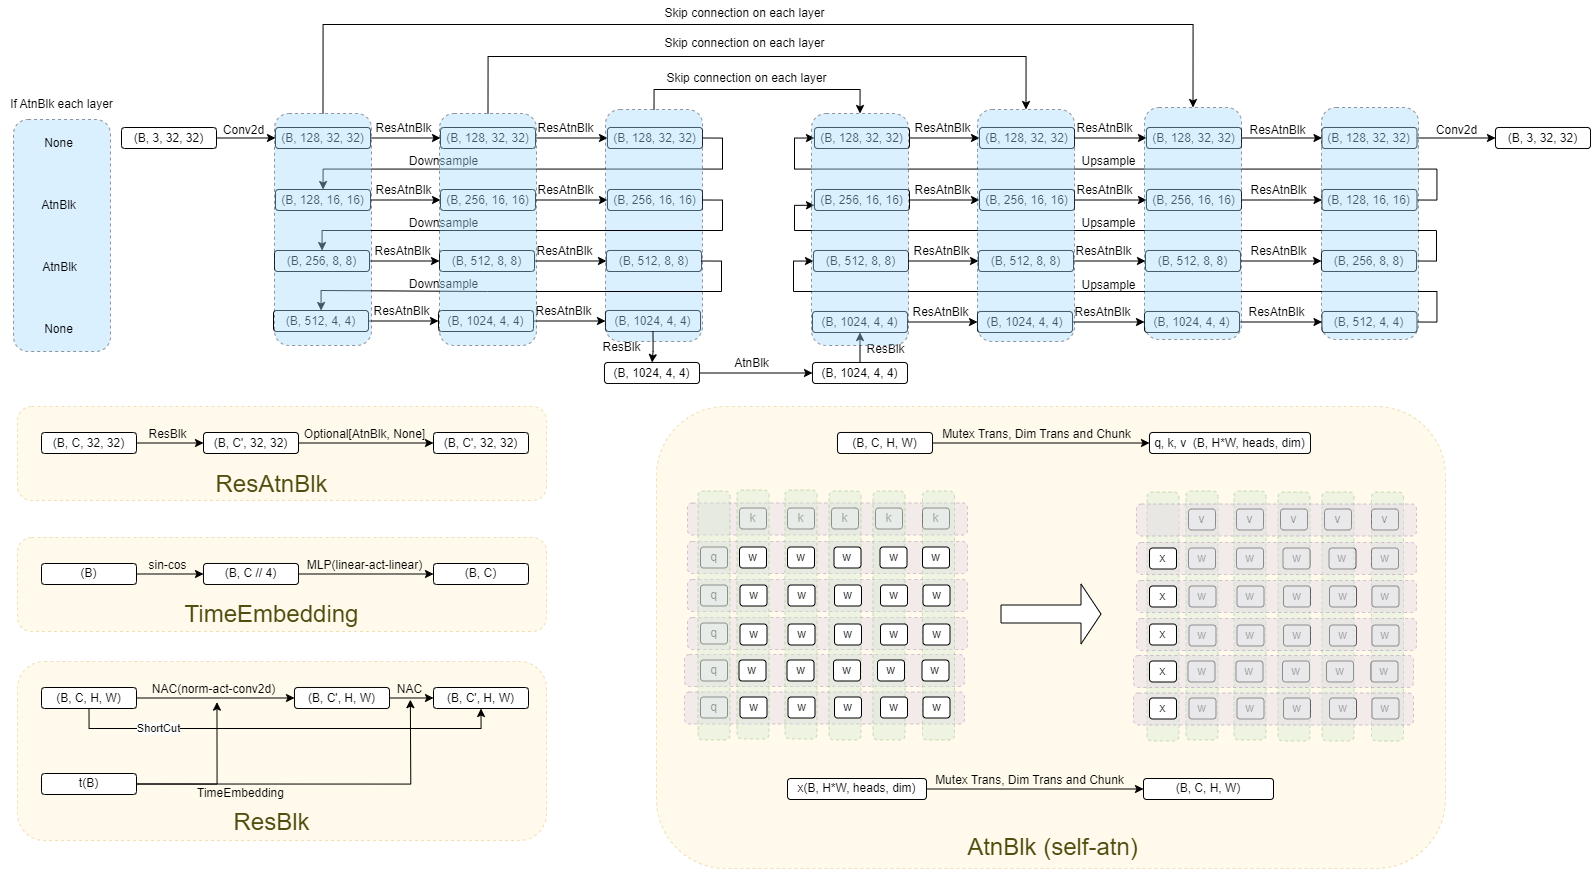 Skip connection on each layer
Skip connection on each layer
Skip connection on each layer
If AtnBlk each layer
None
AtnBlk
AtnBlk
None
(B, 3, 32, 32) Conv2d (B, 128, 32, 32) ResAtnBlk (B, 128, 32, 32) ResAtnBlk (B, 128, 32, 32)
Downsample
(B, 128, 16, 16) ResAtnBlk (B, 256, 16, 16) ResAtnBlk (B, 256, 16, 16)
Downsample
(B, 256, 8, 8) ResAtnBlk (B, 512, 8, 8) ResAtnBlk (B, 512, 8, 8)
Downsample
(B, 512, 4, 4) ResAtnBlk (B, 1024, 4, 4) ResAtnBlk (B, 1024, 4, 4)
ResBlk
(B, 1024, 4, 4) AtnBlk (B, 1024, 4, 4)
ResBlk
(B, 128, 32, 32) ResAtnBlk (B, 128, 32, 32) ResAtnBlk (B, 128, 32, 32) ResAtnBlk (B, 128, 32, 32) Conv2d (B, 3, 32, 32)
Upsample
(B, 256, 16, 16) ResAtnBlk (B, 256, 16, 16) ResAtnBlk (B, 256, 16, 16) ResAtnBlk (B, 128, 16, 16)
Upsample
(B, 512, 8, 8) ResAtnBlk (B, 512, 8, 8) ResAtnBlk (B, 512, 8, 8) ResAtnBlk (B, 256, 8, 8)
Upsample
(B, 1024, 4, 4) ResAtnBlk (B, 1024, 4, 4) ResAtnBlk (B, 1024, 4, 4) ResAtnBlk (B, 512, 4, 4)
(B, C, 32, 32) ResBlk (B, C', 32, 32) Optional[AtnBlk, None] (B, C', 32, 32)
ResAtnBlk
(B) sin-cos (B, C // 4) MLP(linear-act-linear) (B, C)
TimeEmbedding
(B, C, H, W) NAC(norm-act-conv2d) (B, C', H, W) NAC (B, C', H, W)
ShortCut
t(B)
TimeEmbedding
ResBlk
(B, C, H, W) Mutex Trans, Dim Trans and Chunk q, k, v (B, H*W, heads, dim)
k k k k k
q w w w w w
q w w w w w
q w w w w w
q w w w w w
q w w w w w
v v v v v
x w w w w w
x w w w w w
x w w w w w
x w w w w w
x w w w w w
x(B, H*W, heads, dim) Mutex Trans, Dim Trans and Chunk (B, C, H, W)
AtnBlk (self-atn)